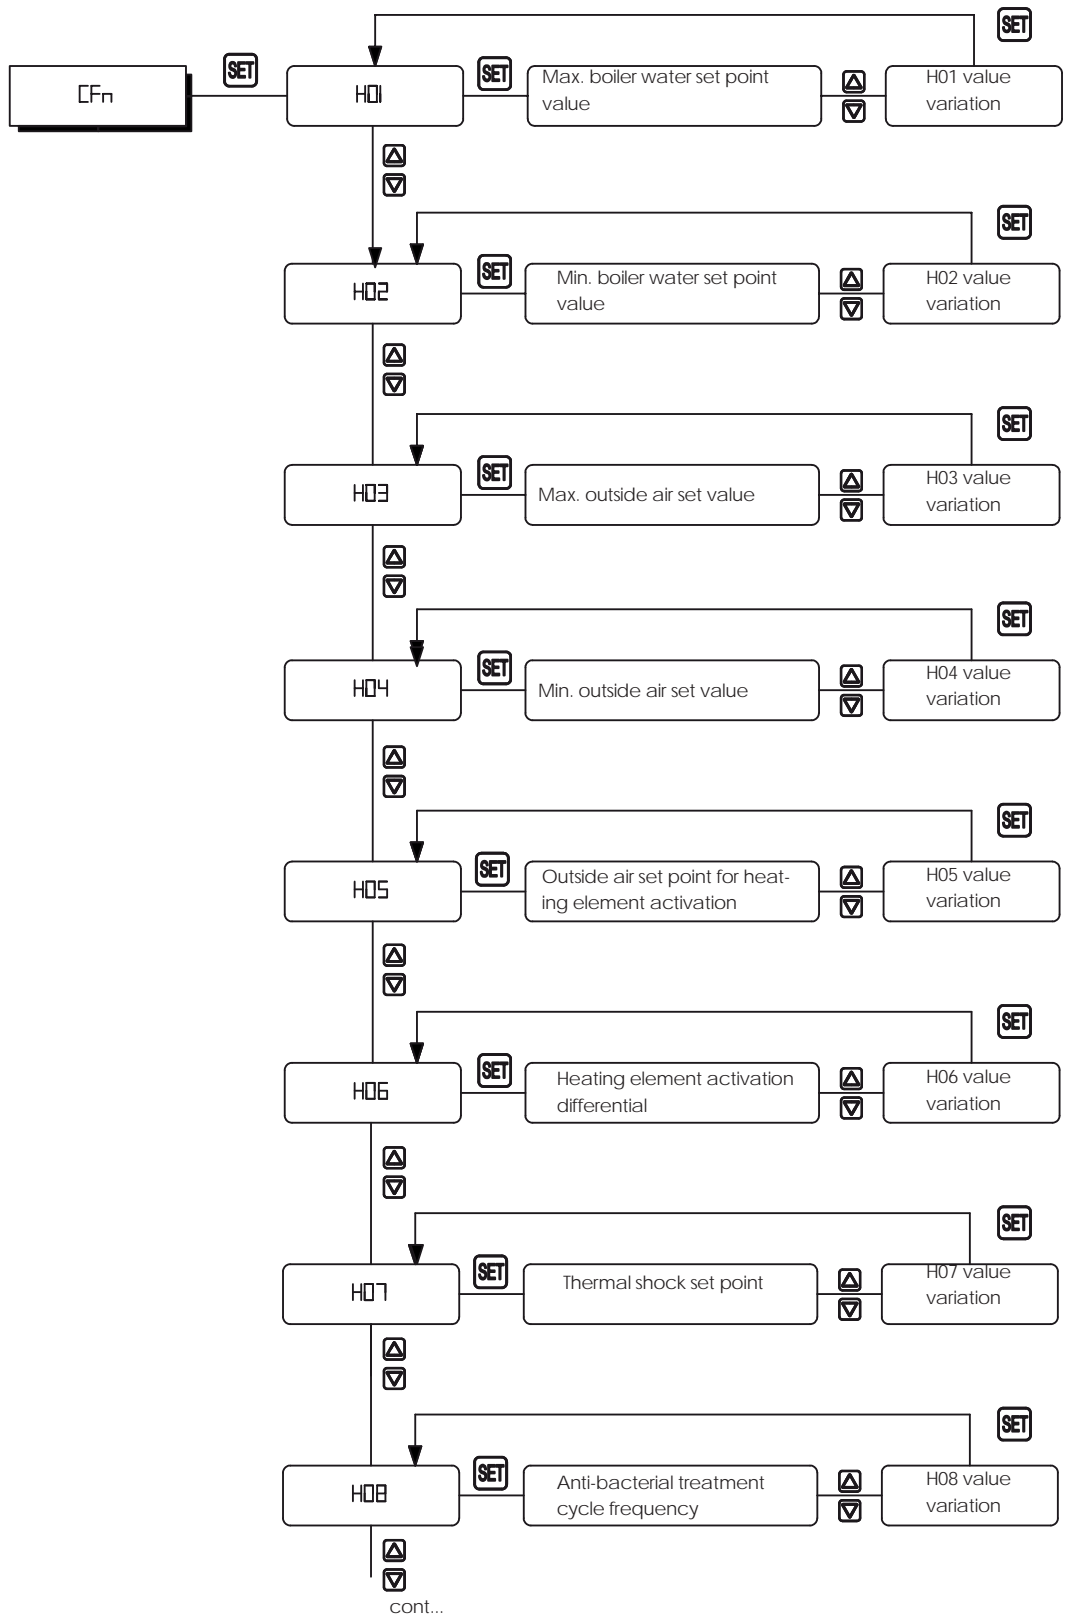 SET
CFn
SET
H01
SET
Max. boiler water set point
value
H01 value
variation
SET
H02
SET
Min. boiler water set point
value
H02 value
variation
SET
H03
SET
Max. outside air set value
H03 value
variation
SET
H04
SET
Min. outside air set value
H04 value
variation
SET
H05
SET
Outside air set point for heat-
ing element activation
H05 value
variation
SET
H06
SET
Heating element activation
differential
H06 value
variation
SET
H07
SET
Thermal shock set point
H07 value
variation
SET
H08
SET
Anti-bacterial treatment
cycle frequency
H08 value
variation
cont...